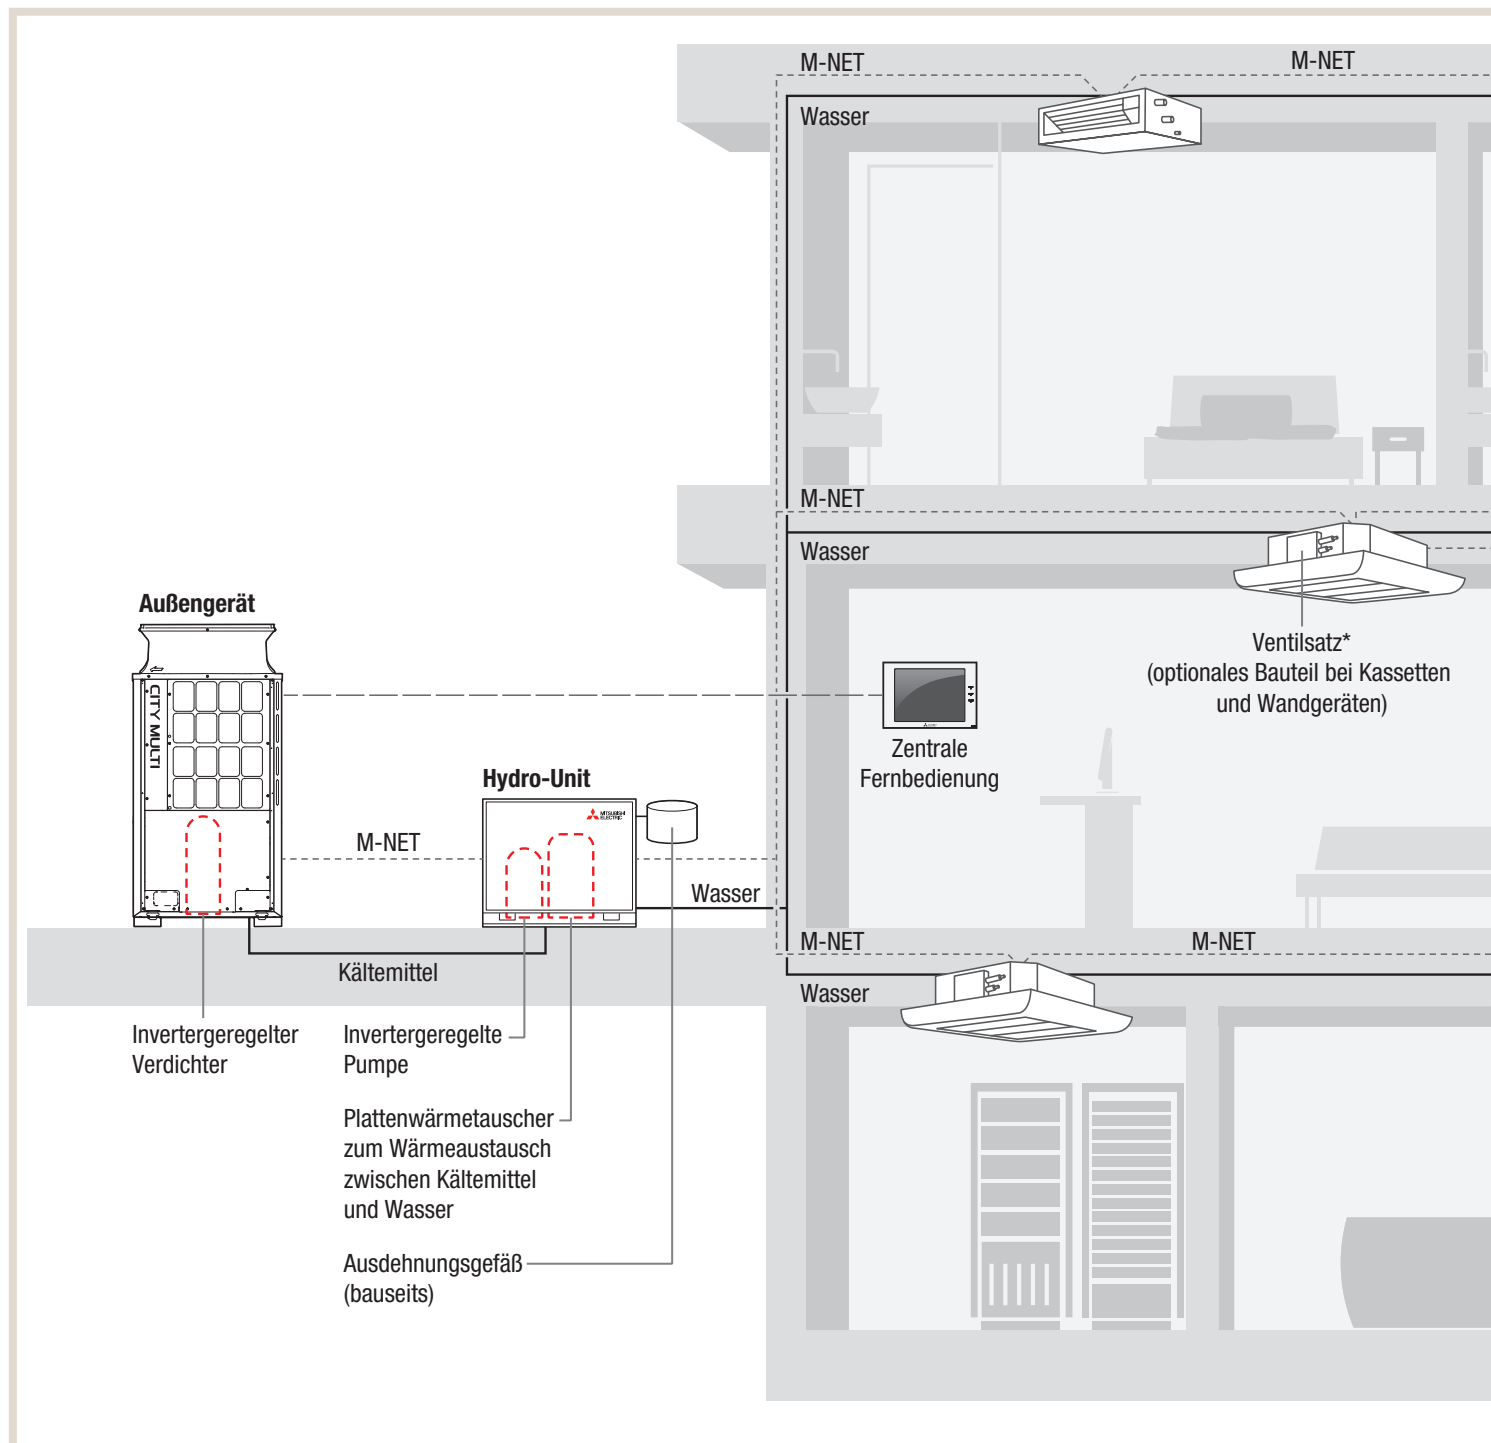 M-NET
M-NET
Wasser
M-NET
Wasser
Außengerät
Ventilsatz*
(optionales Bauteil bei Kassetten
und Wandgeräten)
CITY MULTI
Zentrale
Fernbedienung
Hydro-Unit
MITSUBISHI
ELECTRIC
M-NET
Wasser
M-NET
M-NET
Kältemittel
Wasser
Invertergeregelter
Verdichter
Invertergeregelte
Pumpe
Plattenwärmetauscher
zum Wärmeaustausch
zwischen Kältemittel
und Wasser
Ausdehnungsgefäß
(bauseits)